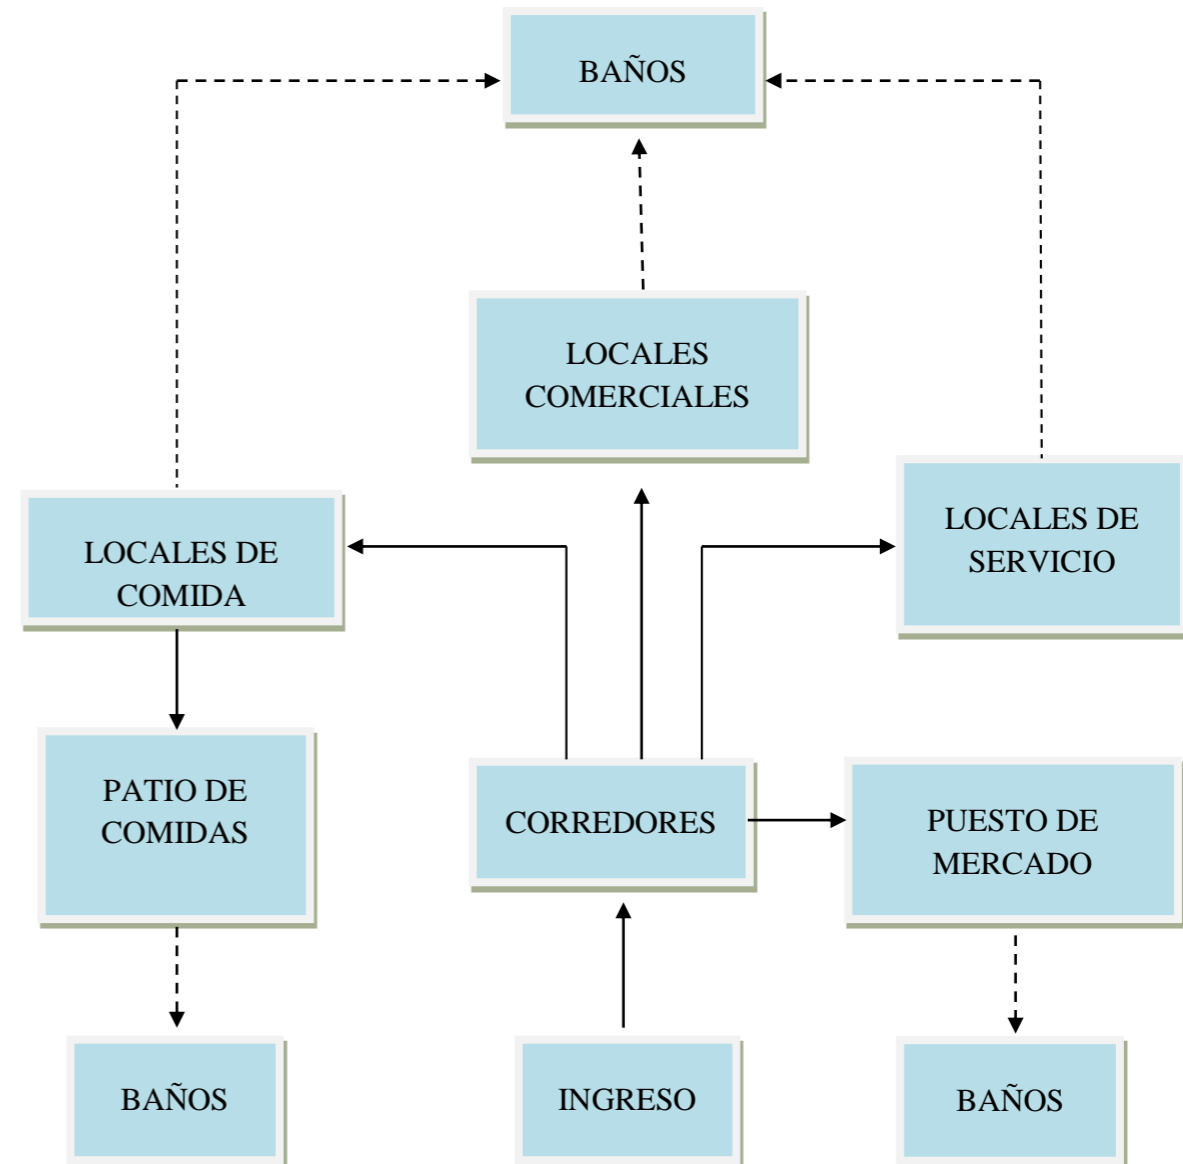 BAÑOS
LOCALES
COMERCIALES
LOCALES DE
COMIDA
LOCALES DE
SERVICIO
PATIO DE
COMIDAS
CORREDORES
PUESTO DE
MERCADO
BAÑOS
INGRESO
BAÑOS